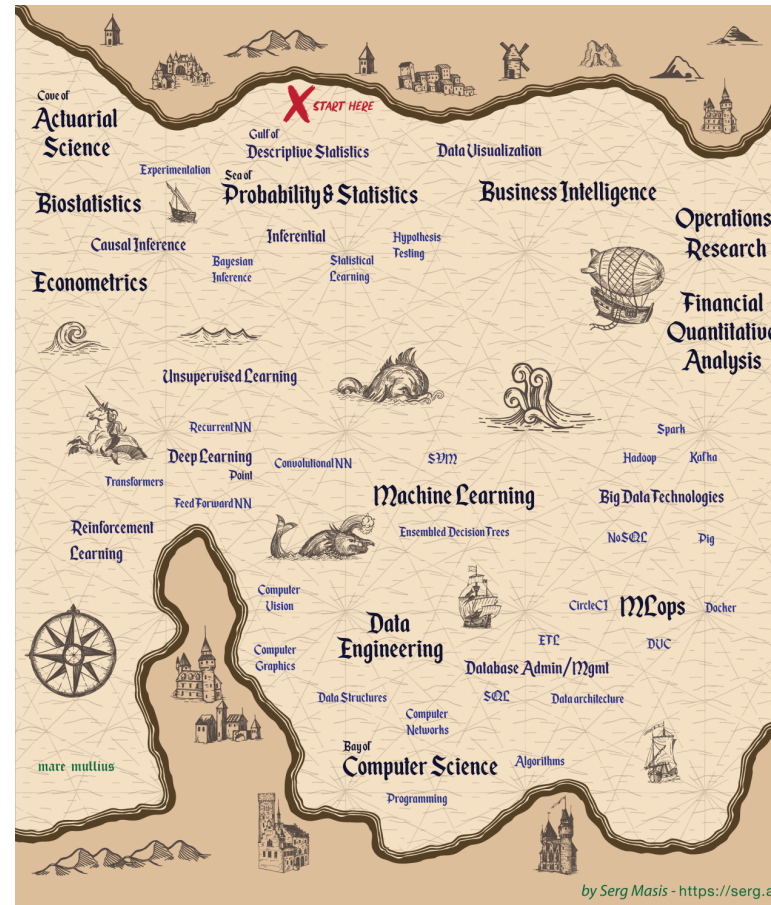 START HERE
Cove of
Actuarial
Science
Gulf of
Descriptive Statistics
Data Visualization
Experimentation
Sea of
Probability & Statistics
Business Intelligence
Biostatistics
Operations
Research
Causal Inference
Inferential
Hypothesis
Testing
Bayesian
Inference
Statistical
Learning
Econometrics
Financial
Quantitative
Analysis
Unsupervised Learning
Recurrent NN
Spark
Deep Learning
Point
Convolutional NN
SVM
Hadoop
Kafka
Transformers
Feed Forward NN
Machine Learning
Big Data Technologies
Reinforcement
Learning
Ensembled Decision Trees
NoSQL
Pig
Computer
Vision
CircleCI
MLops
Docker
Data
Engineering
ETL
DVC
Computer
Graphics
Database Admin/Mgmt
Data Structures
SQL
Data architecture
Computer
Networks
Bay of
Computer Science
Algorithms
mare mullius
Programming
by Serg Masis - https://serg.a